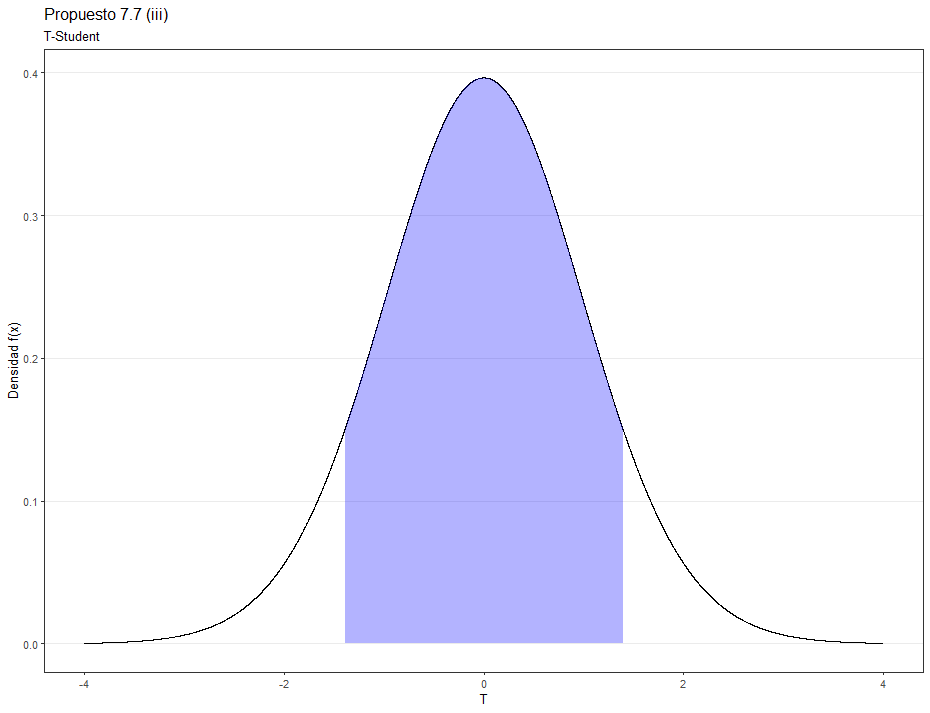 Propuesto 7.7 (iii)
T-Student
Densidad f(x)
0.4
0.3
0.2
0.1
0.0
-4
-2
0
2
4
T